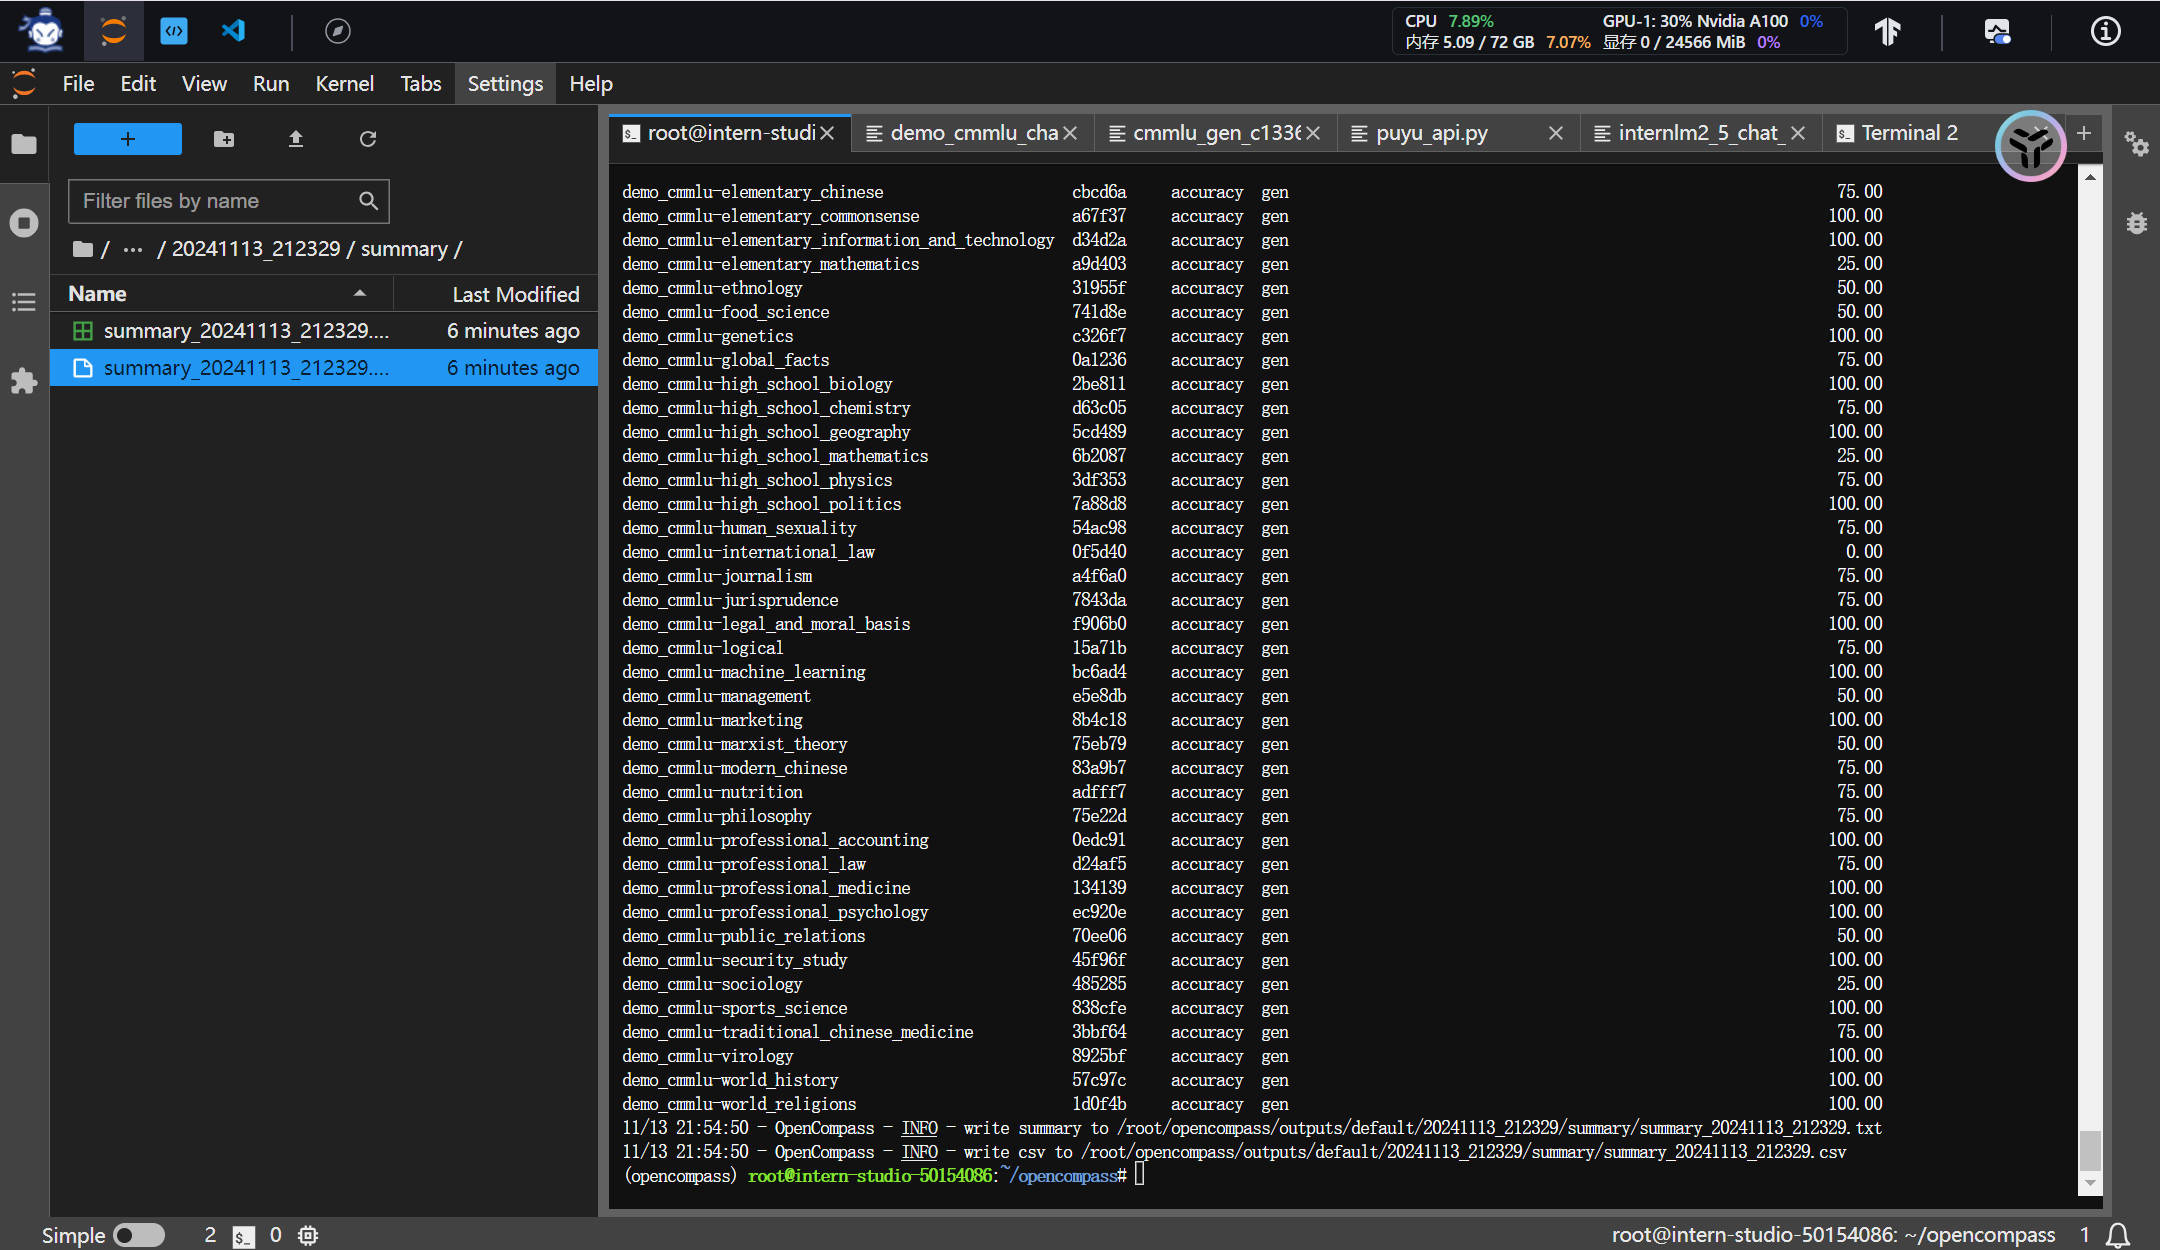 CPU 7.89% GPU-1: 30% Nvidia A100 0%
内存 5.09 / 72 GB 7.07% 显存 0 / 24566 MiB 0%
File Edit View Run Kernel Tabs Settings Help
root@intern-studi demo_cmmlu_cha cmmlu_gen_c1336 puyu_api.py internlm2_5_chat_ Terminal 2
Filter files by name
/ ··· / 20241113_212329 / summary /
Name Last Modified
summary_20241113_212329.... 6 minutes ago
summary_20241113_212329.... 6 minutes ago
demo_cmmlu-elementary_chinese cbcd6a accuracy gen 75.00
demo_cmmlu-elementary_commonsense a67f37 accuracy gen 100.00
demo_cmmlu-elementary_information_and_technology d34d2a accuracy gen 100.00
demo_cmmlu-elementary_mathematics a9d403 accuracy gen 25.00
demo_cmmlu-ethnology 31955f accuracy gen 50.00
demo_cmmlu-food_science 741d8e accuracy gen 50.00
demo_cmmlu-genetics c326f7 accuracy gen 100.00
demo_cmmlu-global_facts 0a1236 accuracy gen 75.00
demo_cmmlu-high_school_biology 2be811 accuracy gen 100.00
demo_cmmlu-high_school_chemistry d63c05 accuracy gen 75.00
demo_cmmlu-high_school_geography 5cd489 accuracy gen 100.00
demo_cmmlu-high_school_mathematics 6b2087 accuracy gen 25.00
demo_cmmlu-high_school_physics 3df353 accuracy gen 75.00
demo_cmmlu-high_school_politics 7a88d8 accuracy gen 100.00
demo_cmmlu-human_sexuality 54ac98 accuracy gen 75.00
demo_cmmlu-international_law 0f5d40 accuracy gen 0.00
demo_cmmlu-journalism a4f6a0 accuracy gen 75.00
demo_cmmlu-jurisprudence 7843da accuracy gen 75.00
demo_cmmlu-legal_and_moral_basis f906b0 accuracy gen 100.00
demo_cmmlu-logical 15a71b accuracy gen 75.00
demo_cmmlu-machine_learning bc6ad4 accuracy gen 100.00
demo_cmmlu-management e5e8db accuracy gen 50.00
demo_cmmlu-marketing 8b4c18 accuracy gen 100.00
demo_cmmlu-marxist_theory 75eb79 accuracy gen 50.00
demo_cmmlu-modern_chinese 83a9b7 accuracy gen 75.00
demo_cmmlu-nutrition adfff7 accuracy gen 75.00
demo_cmmlu-philosophy 75e22d accuracy gen 75.00
demo_cmmlu-professional_accounting 0edc91 accuracy gen 100.00
demo_cmmlu-professional_law d24af5 accuracy gen 75.00
demo_cmmlu-professional_medicine 134139 accuracy gen 100.00
demo_cmmlu-professional_psychology ec920e accuracy gen 100.00
demo_cmmlu-public_relations 70ee06 accuracy gen 50.00
demo_cmmlu-security_study 45f96f accuracy gen 100.00
demo_cmmlu-sociology 485285 accuracy gen 25.00
demo_cmmlu-sports_science 838cfe accuracy gen 100.00
demo_cmmlu-traditional_chinese_medicine 3bbf64 accuracy gen 75.00
demo_cmmlu-virology 8925bf accuracy gen 100.00
demo_cmmlu-world_history 57c97c accuracy gen 100.00
demo_cmmlu-world_religions 1d0f4b accuracy gen 100.00
11/13 21:54:50 - OpenCompass - INFO - write summary to /root/opencompass/outputs/default/20241113_212329/summary/summary_20241113_212329.txt
11/13 21:54:50 - OpenCompass - INFO - write csv to /root/opencompass/outputs/default/20241113_212329/summary/summary_20241113_212329.csv
(opencompass) root@intern-studio-50154086:~/opencompass#
Simple 2 0 root@intern-studio-50154086: ~/opencompass 1